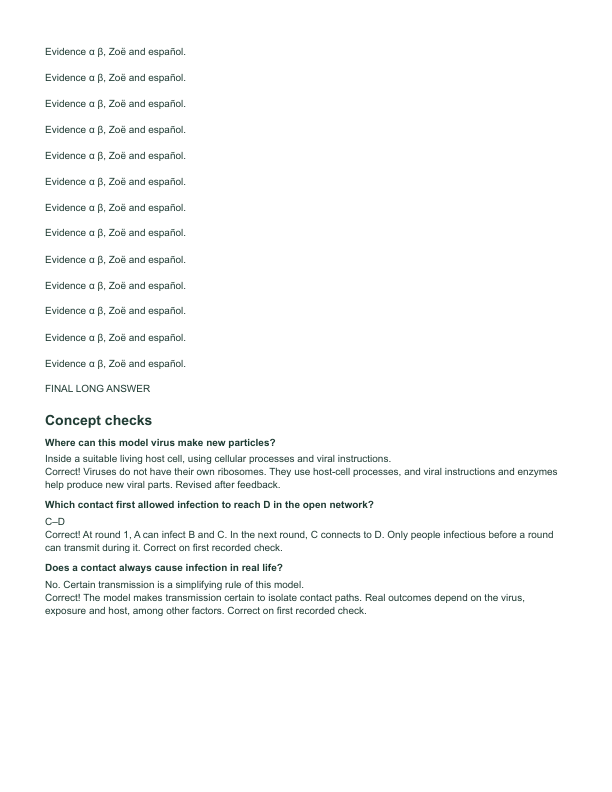 Evidence α β, Zoë and español.
Evidence α β, Zoë and español.
Evidence α β, Zoë and español.
Evidence α β, Zoë and español.
Evidence α β, Zoë and español.
Evidence α β, Zoë and español.
Evidence α β, Zoë and español.
Evidence α β, Zoë and español.
Evidence α β, Zoë and español.
Evidence α β, Zoë and español.
Evidence α β, Zoë and español.
Evidence α β, Zoë and español.
Evidence α β, Zoë and español.
FINAL LONG ANSWER
Concept checks
Where can this model virus make new particles?
Inside a suitable living host cell, using cellular processes and viral instructions.
Correct! Viruses do not have their own ribosomes. They use host-cell processes, and viral instructions and enzymes
help produce new viral parts. Revised after feedback.
Which contact first allowed infection to reach D in the open network?
C–D
Correct! At round 1, A can infect B and C. In the next round, C connects to D. Only people infectious before a round
can transmit during it. Correct on first recorded check.
Does a contact always cause infection in real life?
No. Certain transmission is a simplifying rule of this model.
Correct! The model makes transmission certain to isolate contact paths. Real outcomes depend on the virus,
exposure and host, among other factors. Correct on first recorded check.